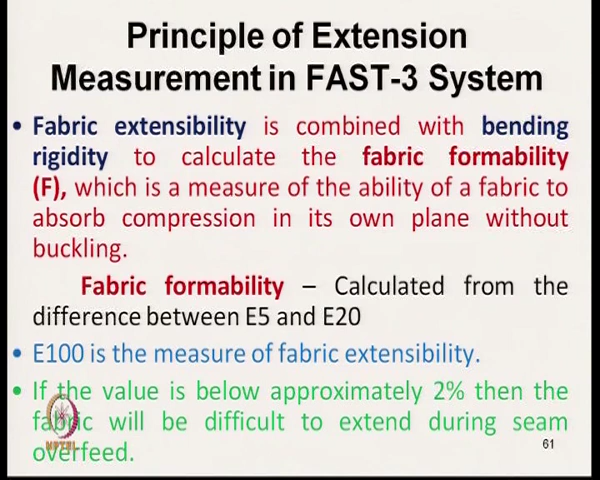 Principle of Extension
Measurement in FAST-3 System
• Fabric extensibility is combined with bending
rigidity to calculate the fabric formability
(F), which is a measure of the ability of a fabric to
absorb compression in its own plane without
buckling.
Fabric formability – Calculated from the
difference between E5 and E20
• E100 is the measure of fabric extensibility.
• If the value is below approximately 2% then the
fabric will be difficult to extend during seam
overfeed.
61
NPTEL